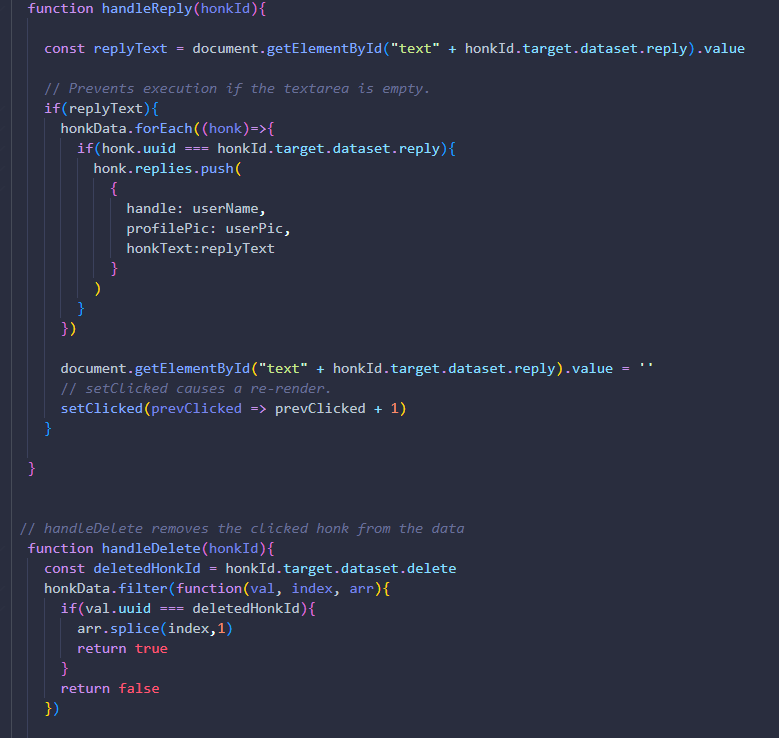 function handleReply(honkId){
const replyText = document.getElementById("text" + honkId.target.dataset.reply).value
// Prevents execution if the textarea is empty.
if(replyText){
honkData.forEach((honk)=>{
if(honk.uuid === honkId.target.dataset.reply){
honk.replies.push(
{
handle: userName,
profilePic: userPic,
honkText:replyText
}
)
}
})
document.getElementById("text" + honkId.target.dataset.reply).value = ''
// setClicked causes a re-render.
setClicked(prevClicked => prevClicked + 1)
}
}
// handleDelete removes the clicked honk from the data
function handleDelete(honkId){
const deletedHonkId = honkId.target.dataset.delete
honkData.filter(function(val, index, arr){
if(val.uuid === deletedHonkId){
arr.splice(index,1)
return true
}
return false
})